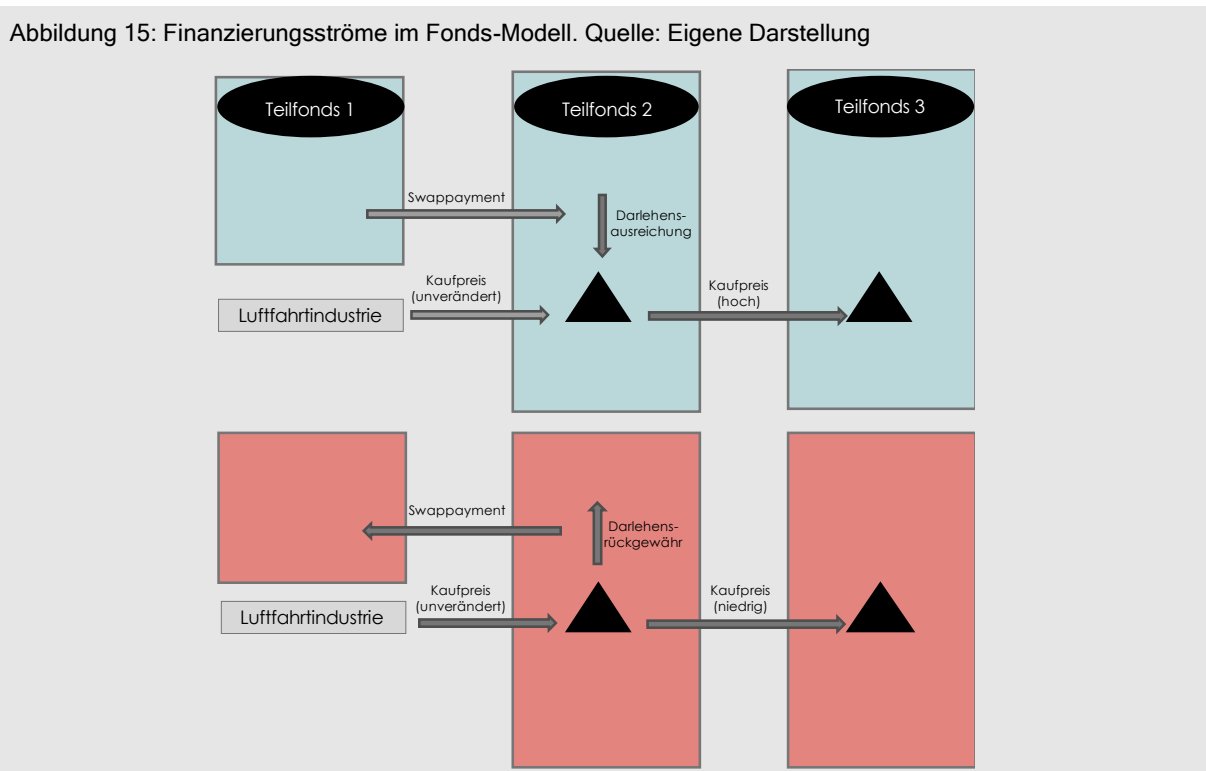 Abbildung 15: Finanzierungsströme im Fonds-Modell. Quelle: Eigene Darstellung
Teilfonds 1
Teilfonds 2
Teilfonds 3
Swappayment
Darlehens-
ausreichung
Kaufpreis
(unverändert)
Kaufpreis
(hoch)
Luftfahrtindustrie
Swappayment
Darlehens-
rückgewähr
Kaufpreis
(unverändert)
Kaufpreis
(niedrig)
Luftfahrtindustrie